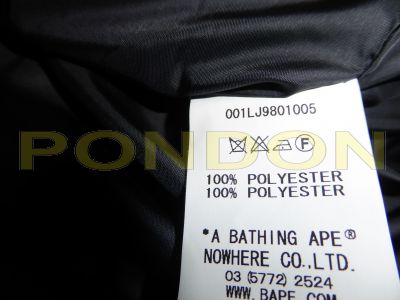 001LJ9801005
F
PONDON
100% POLYESTER
100% POLYESTER
*A BATHING APE®
NOWHERE CO.,LTD.
03(5772)2524
WWW.BAPE.COM